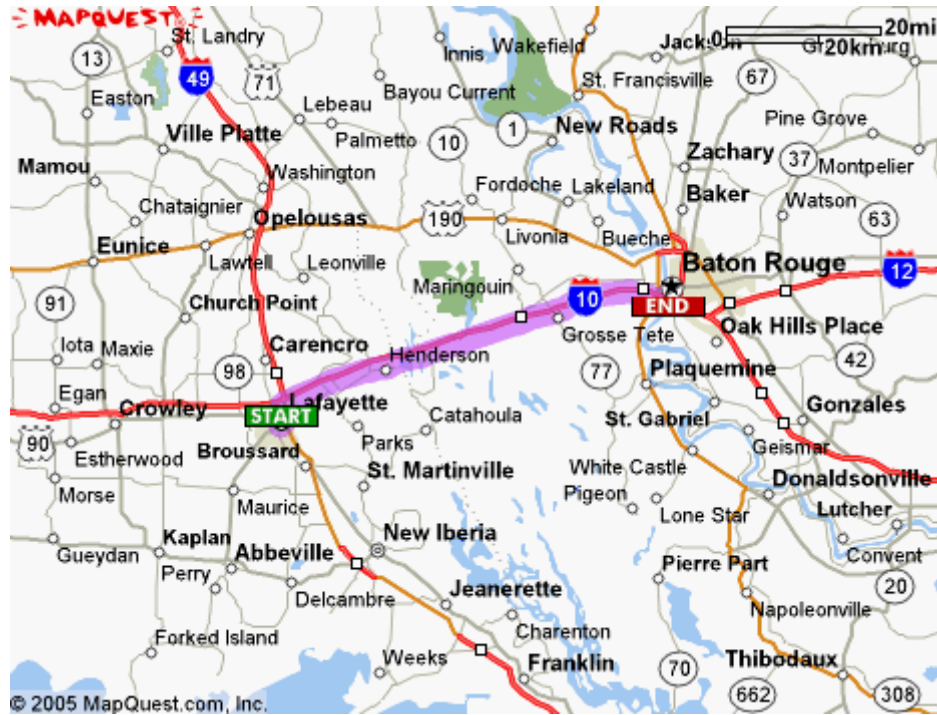 MAPQUEST
0 20mi
20km
St. Landry
13
49
71
Innis
Wakefield
Jackson
67
Easton
Lebeau
Bayou Current
St. Francisville
Ville Platte
Palmetto
10
1
New Roads
Pine Grove
Mamou
Washington
Zachary
37
Montpelier
Fordoche
Lakeland
Baker
Watson
Chataignier
Opelousas
190
63
Eunice
Livonia
Bueche
Lawtell
Leonville
Baton Rouge
12
Maringouin
91
Church Point
10
END
Oak Hills Place
Grosse Tete
Iota
Maxie
Carencro
98
Henderson
42
77
Plaquemine
Egan
Crowley
START
Lafayette
Catahoula
St. Gabriel
Gonzales
90
Estherwood
Broussard
Parks
Geismar
St. Martinville
White Castle
Donaldsonville
Morse
Maurice
Pigeon
Lone Star
Lutcher
Kaplan
New Iberia
Gueydan
Abbeville
Convent
Perry
Pierre Part
20
Delcambre
Jeanerette
Napoleonville
Forked Island
Charenton
Weeks
Franklin
70
Thibodaux
662
308
© 2005 MapQuest.com, Inc.